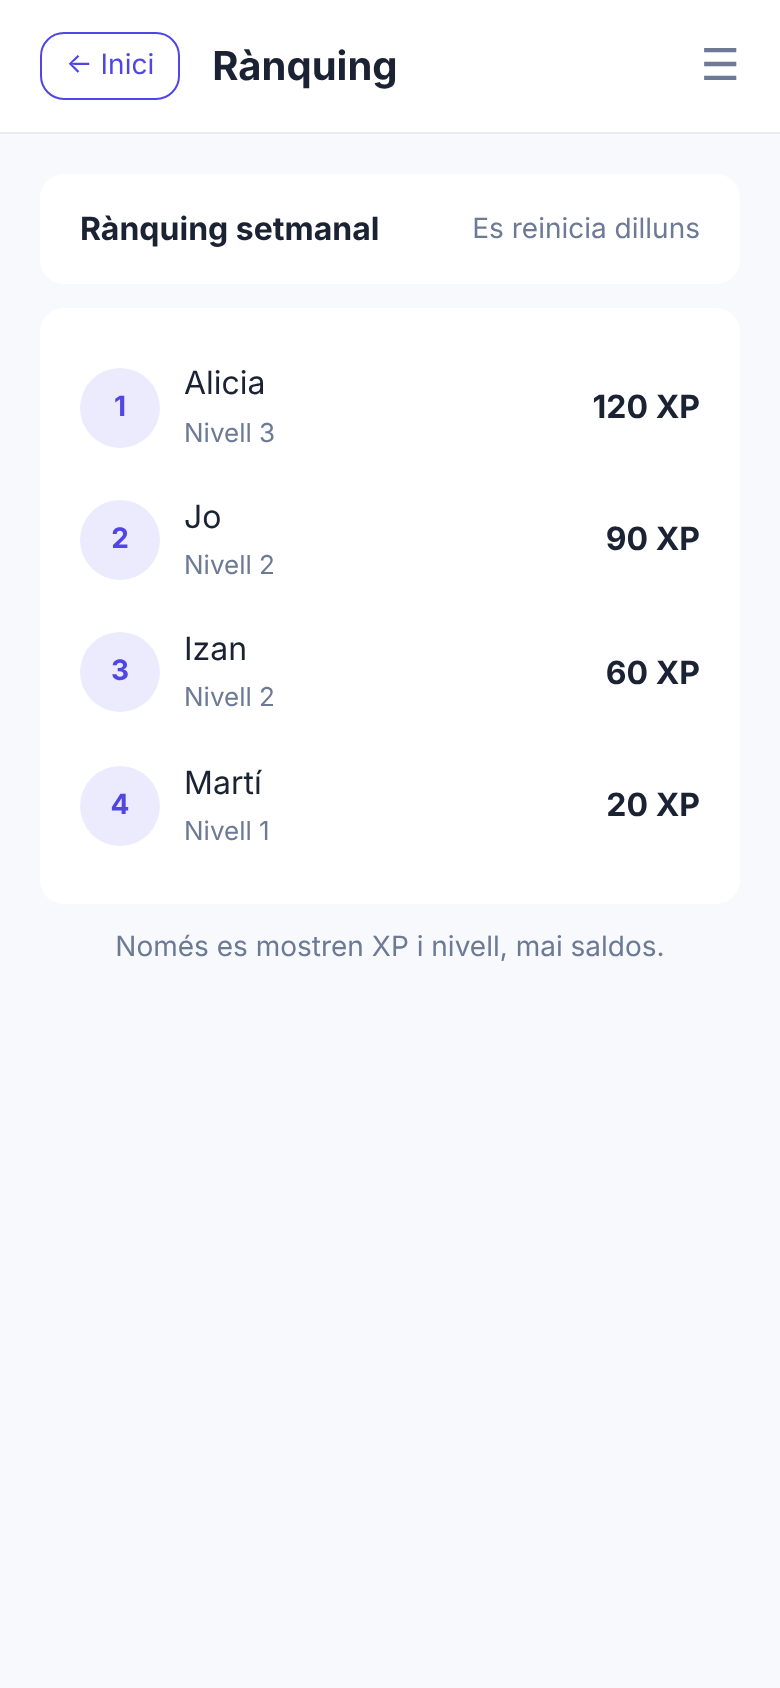 ← Inici
Rànquing
☰
Rànquing setmanal
Es reinicia dilluns
1
Alicia
Nivell 3
120 XP
2
Jo
Nivell 2
90 XP
3
Izan
Nivell 2
60 XP
4
Martí
Nivell 1
20 XP
Només es mostren XP i nivell, mai saldos.